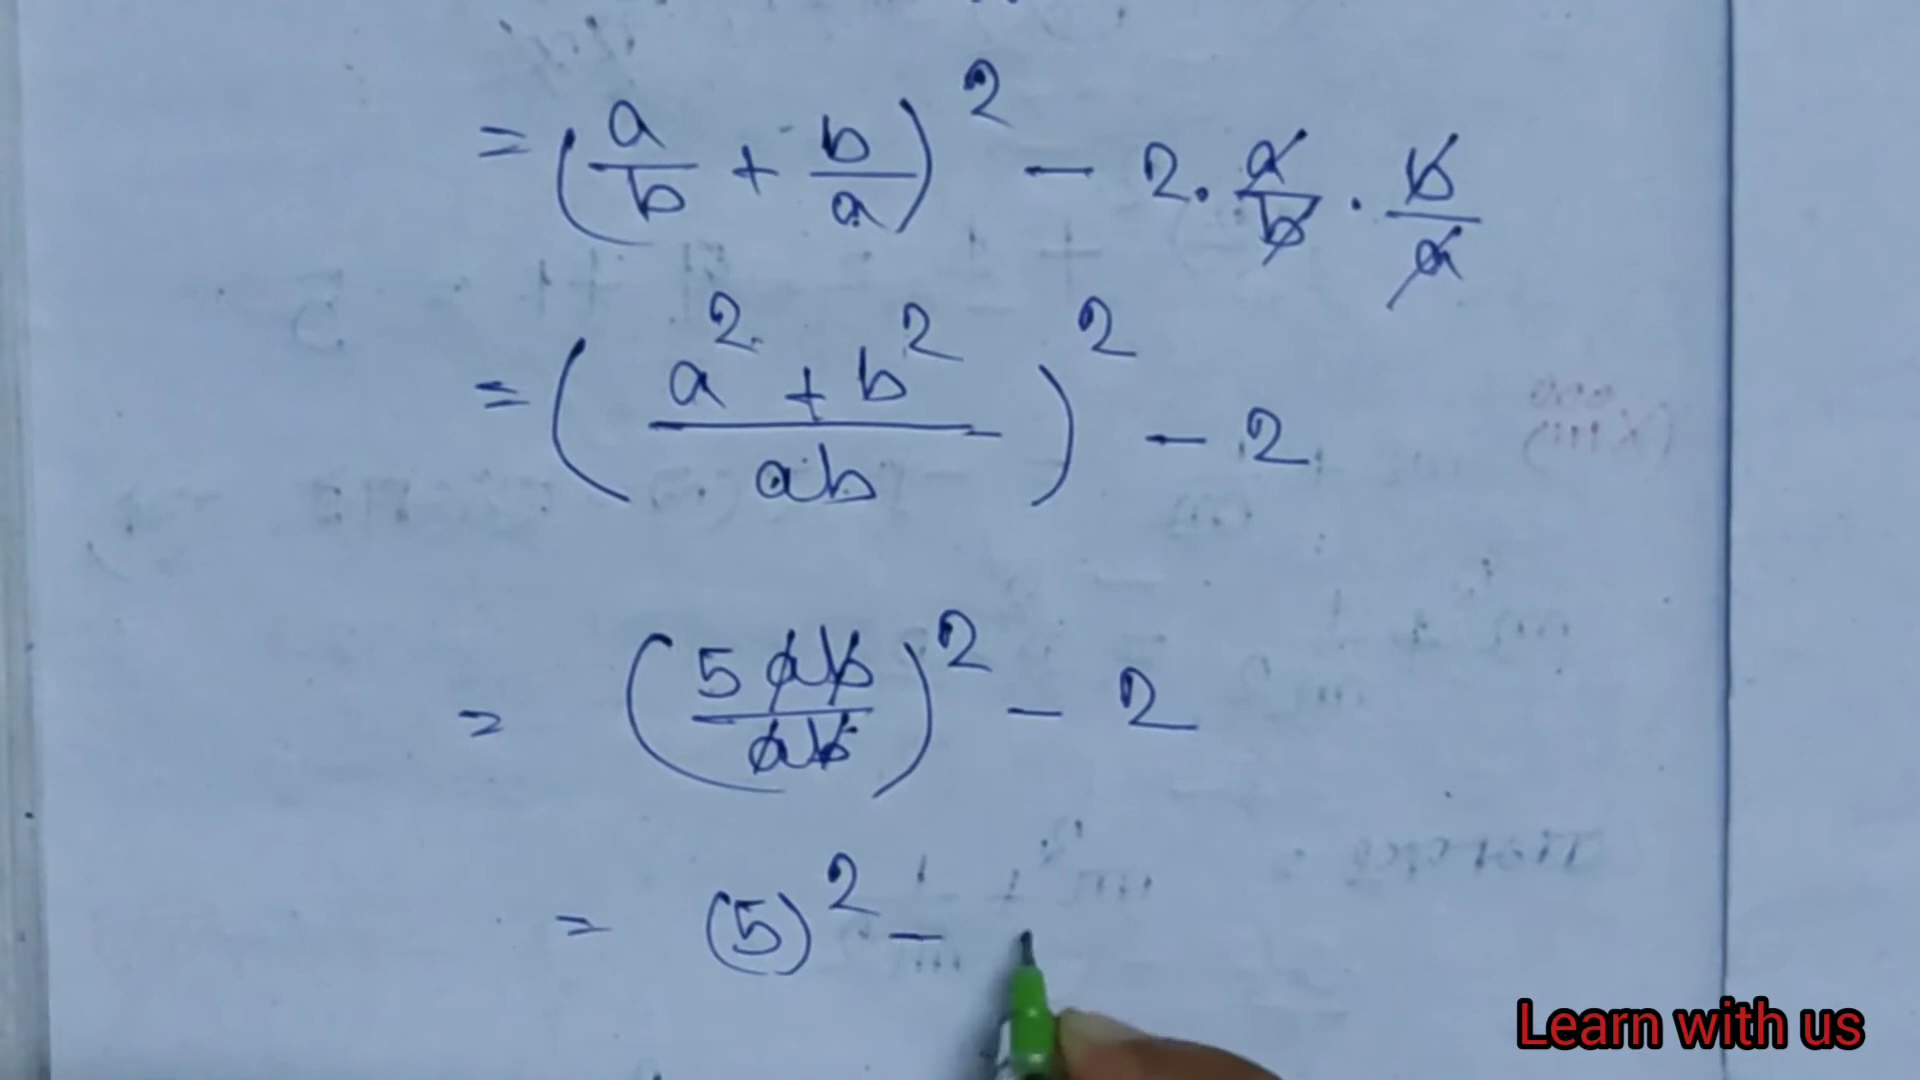 = (a/b + b/a)² - 2 · a/b · b/a
= (a² + b² / ab)² - 2
= (5ab / ab)² - 2
= (5)² -
Learn with us